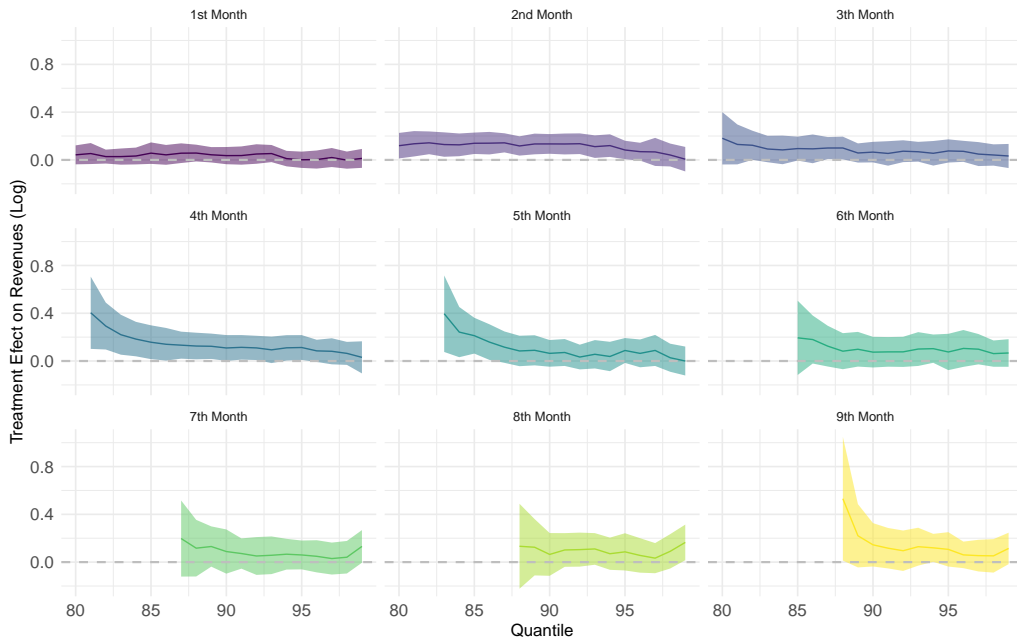 1st Month 2nd Month 3th Month
0.8
0.4
0.0
4th Month 5th Month 6th Month
0.8
0.4
0.0
Treatment Effect on Revenues (Log)
7th Month 8th Month 9th Month
0.8
0.4
0.0
80 85 90 95 80 85 90 95 80 85 90 95
Quantile